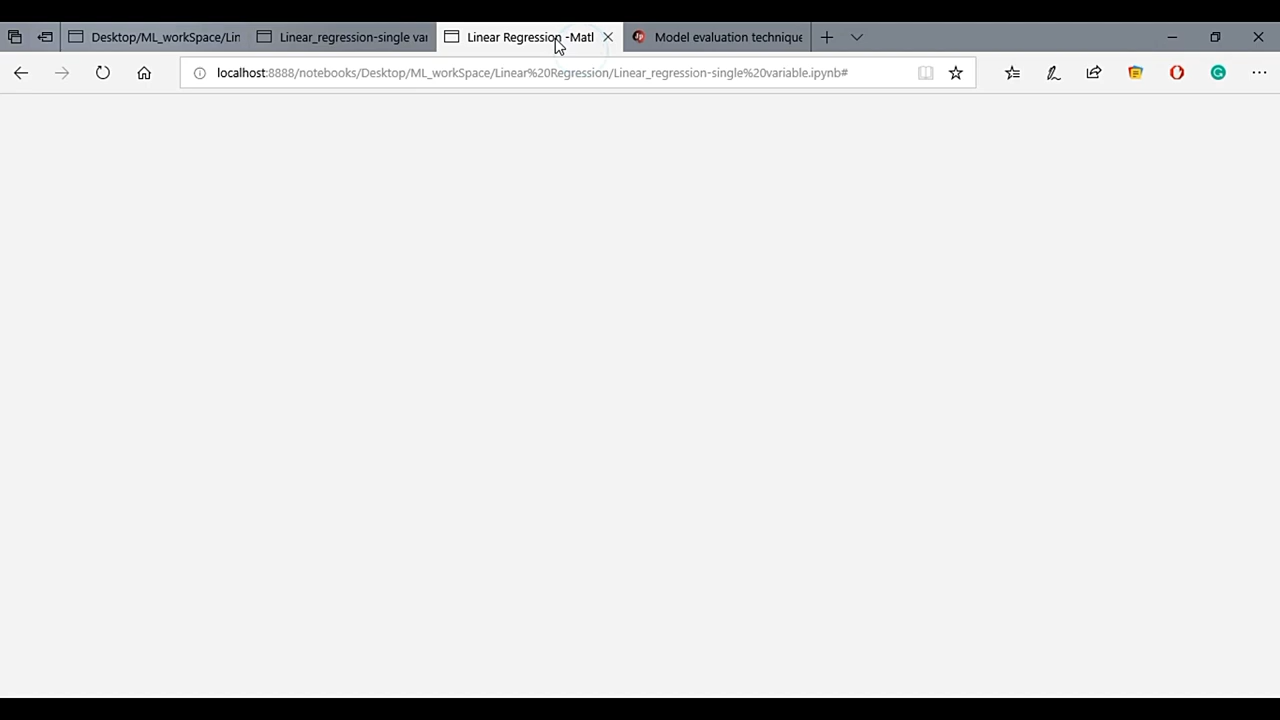 Desktop/ML_workSpace/Lin
Linear_regression-single var
Linear Regression -Matl
Model evaluation technique
localhost:8888/notebooks/Desktop/ML_workSpace/Linear%20Regression/Linear_regression-single%20variable.ipynb#